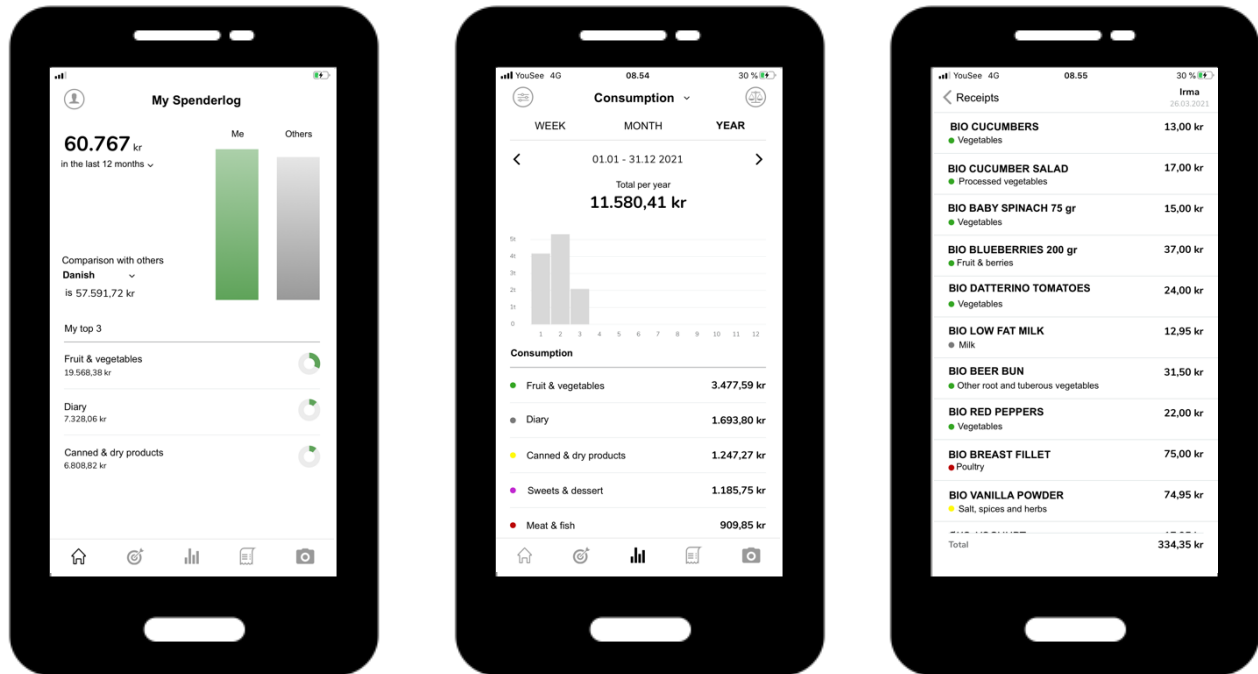 My Spenderlog
60.767 kr
in the last 12 months
Me
Others
Comparison with others
Danish
is 57.591,72 kr
My top 3
Fruit & vegetables
19.568,38 kr
Diary
7.328,06 kr
Canned & dry products
6.808,82 kr
YouSee 4G 08.54 30 %
Consumption
WEEK MONTH YEAR
01.01 - 31.12 2021
Total per year
11.580,41 kr
5t
4t
3t
2t
1t
0
1 2 3 4 5 6 7 8 9 10 11 12
Consumption
Fruit & vegetables 3.477,59 kr
Diary 1.693,80 kr
Canned & dry products 1.247,27 kr
Sweets & dessert 1.185,75 kr
Meat & fish 909,85 kr
YouSee 4G 08.55 30 %
Receipts
Irma
26.03.2021
BIO CUCUMBERS 13,00 kr
Vegetables
BIO CUCUMBER SALAD 17,00 kr
Processed vegetables
BIO BABY SPINACH 75 gr 15,00 kr
Vegetables
BIO BLUEBERRIES 200 gr 37,00 kr
Fruit & berries
BIO DATTERINO TOMATOES 24,00 kr
Vegetables
BIO LOW FAT MILK 12,95 kr
Milk
BIO BEER BUN 31,50 kr
Other root and tuberous vegetables
BIO RED PEPPERS 22,00 kr
Vegetables
BIO BREAST FILLET 75,00 kr
Poultry
BIO VANILLA POWDER 74,95 kr
Salt, spices and herbs
Total 334,35 kr